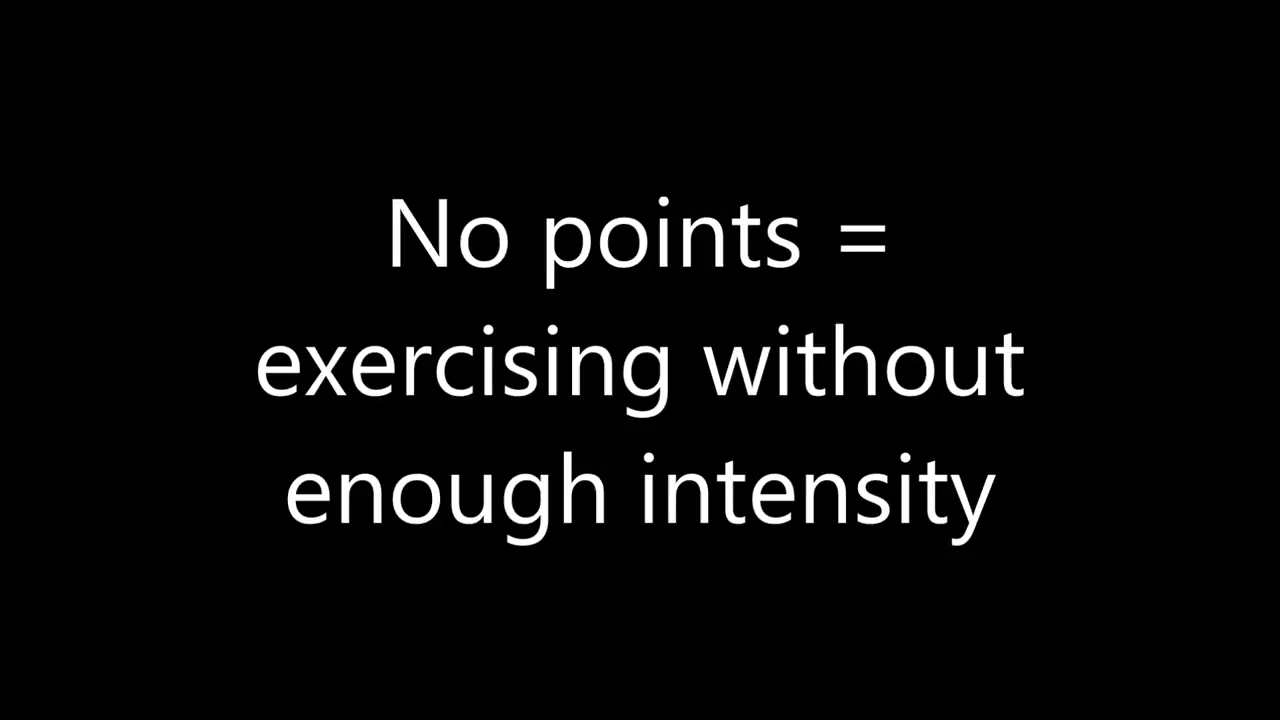 No points =
exercising without
enough intensity